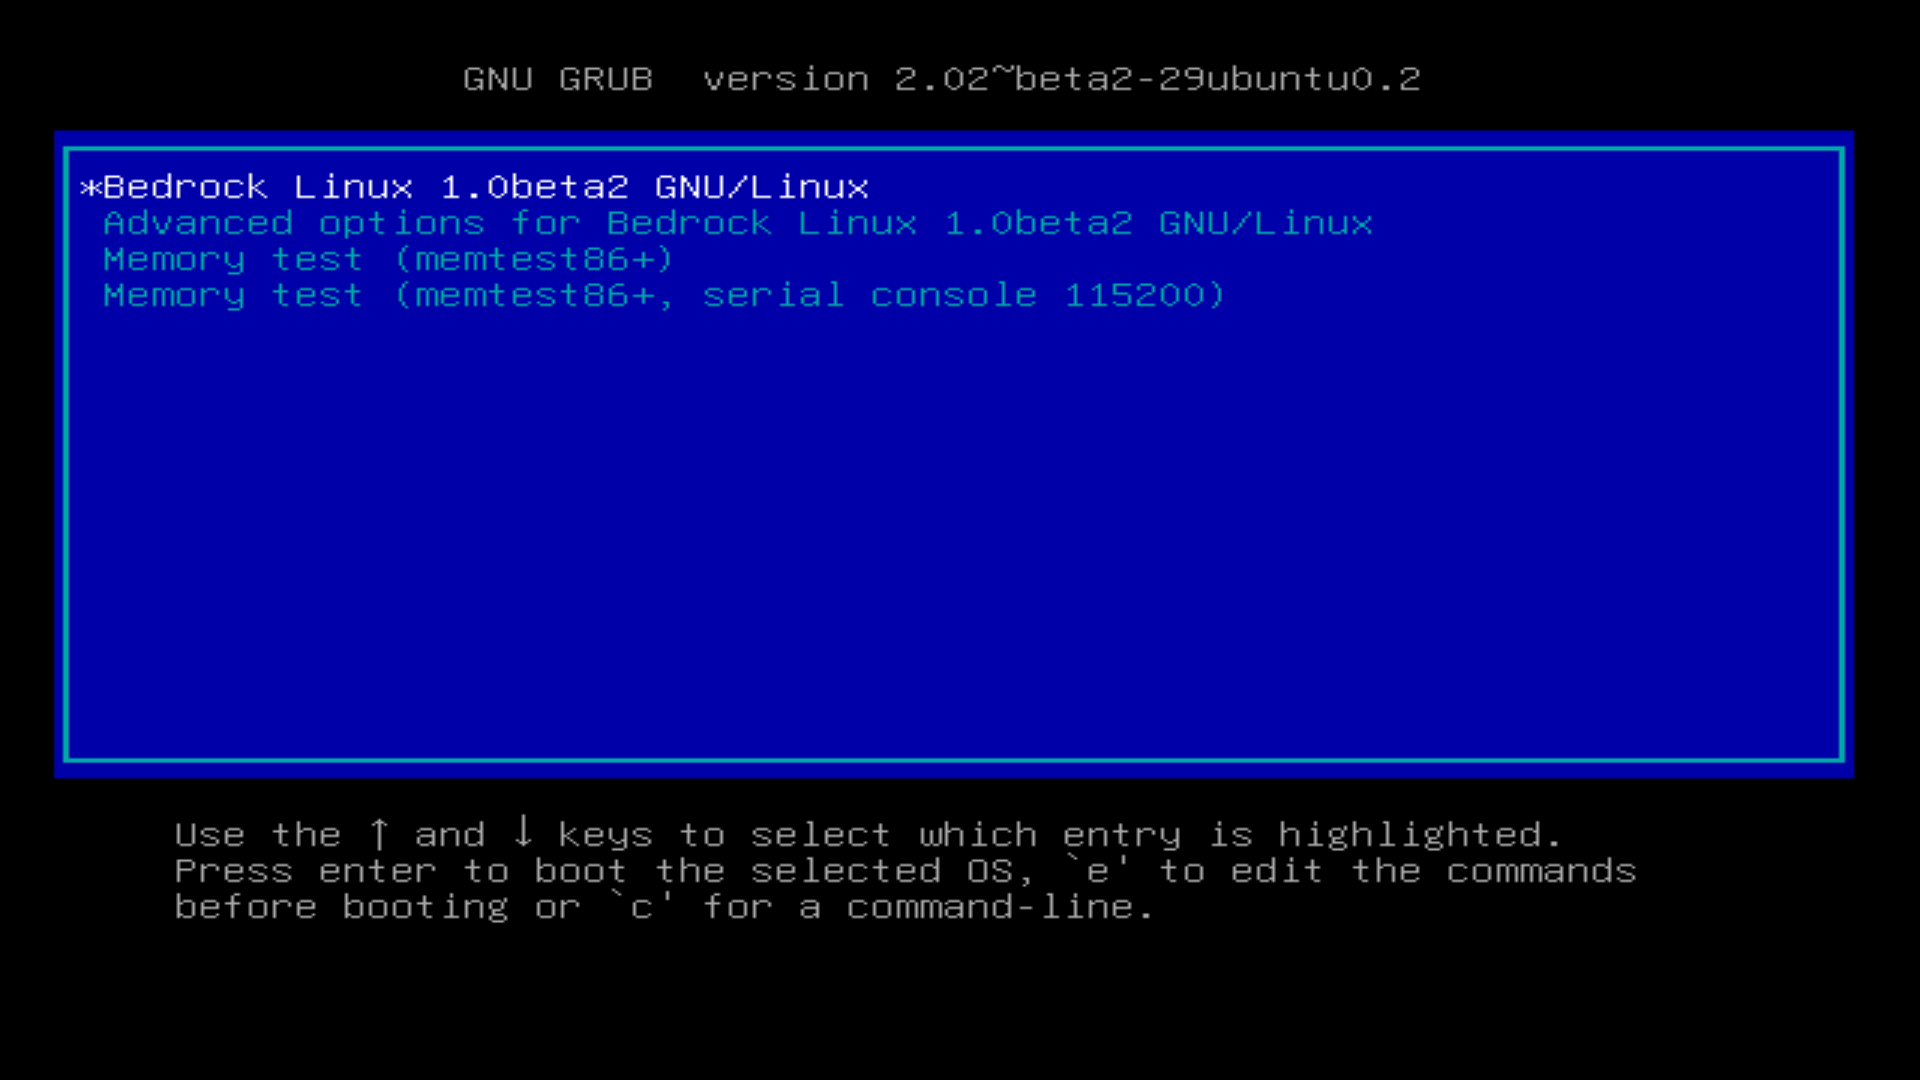 GNU GRUB  version 2.02~beta2-29ubuntu0.2
*Bedrock Linux 1.0beta2 GNU/Linux
Advanced options for Bedrock Linux 1.0beta2 GNU/Linux
Memory test (memtest86+)
Memory test (memtest86+, serial console 115200)
Use the ↑ and ↓ keys to select which entry is highlighted.
Press enter to boot the selected OS, `e' to edit the commands
before booting or `c' for a command-line.